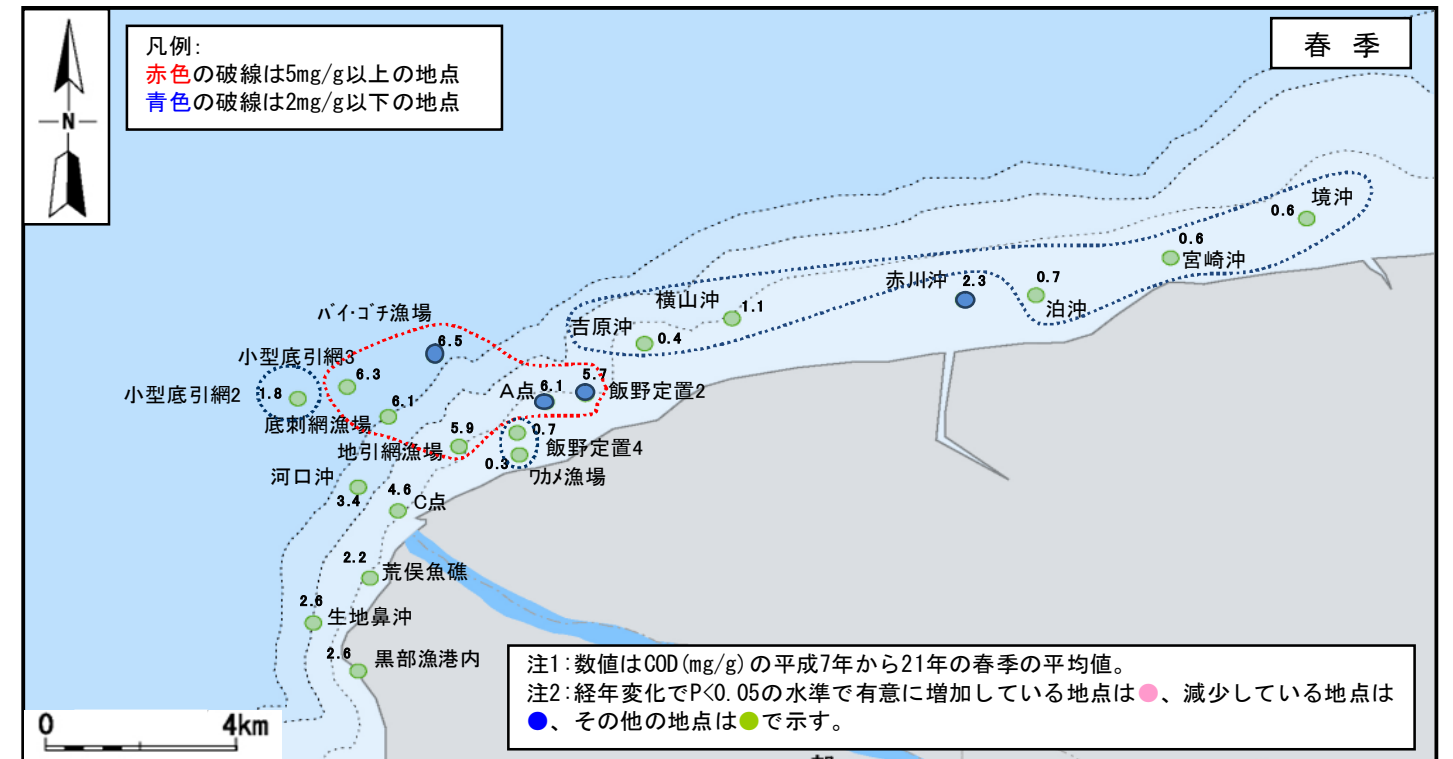 凡例:
赤色の破線は5mg/g以上の地点
青色の破線は2mg/g以下の地点
春 季
N
境沖
0.6
0.6
宮崎沖
赤川沖 2.3
0.7
泊沖
横山沖
1.1
吉原沖
0.4
ﾊﾞｲ･ｺﾞﾁ漁場
6.5
小型底引網3
6.3
小型底引網2 1.8
底刺網漁場
6.1
A点 6.1
5.7
飯野定置2
5.9
地引網漁場
0.7
飯野定置4
0.3
ﾜｶﾒ漁場
河口沖
3.4
4.6
C点
2.2
荒俣魚礁
2.6
生地鼻沖
2.6
黒部漁港内
注1:数値はCOD(mg/g)の平成7年から21年の春季の平均値。
注2:経年変化でP<0.05の水準で有意に増加している地点は●、減少している地点は
●、その他の地点は●で示す。
0 4km